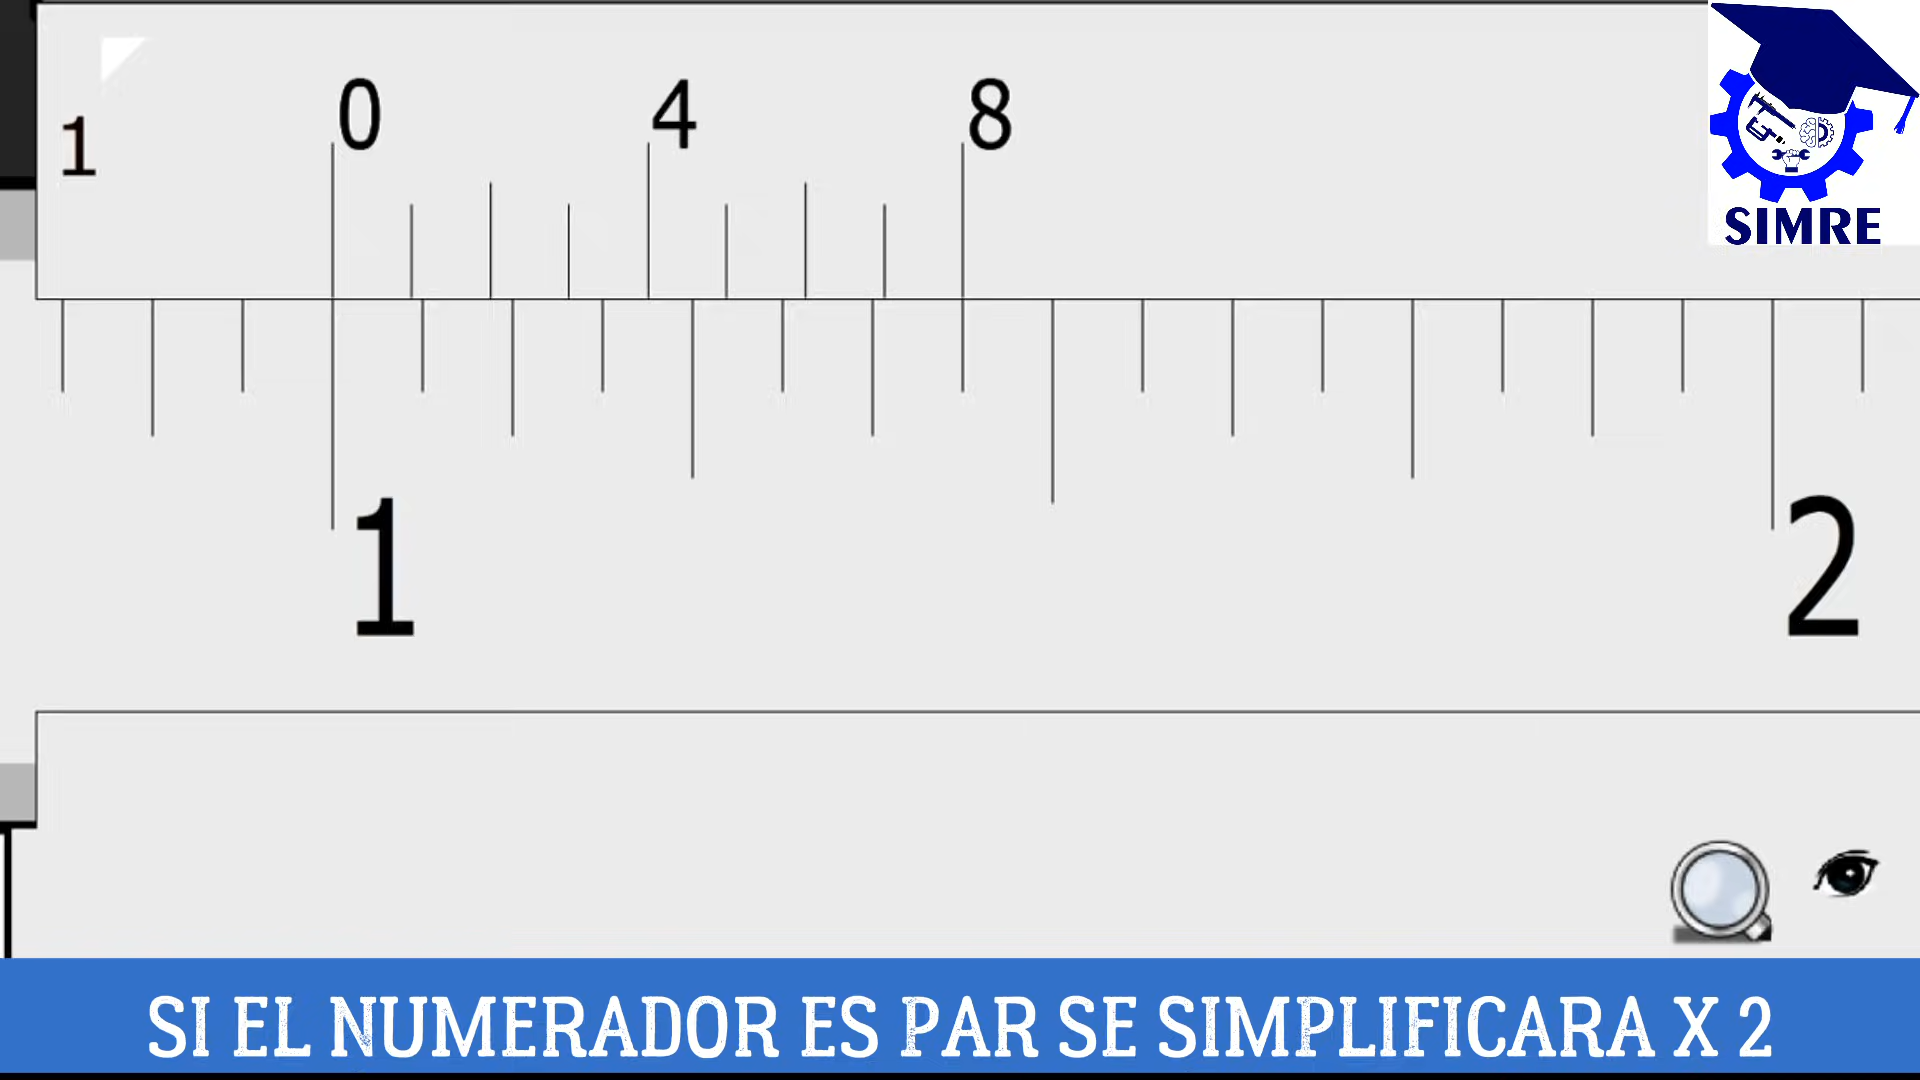 0 4 8
1
SIMRE
1 2
SI EL NUMERADOR ES PAR SE SIMPLIFICARA X 2